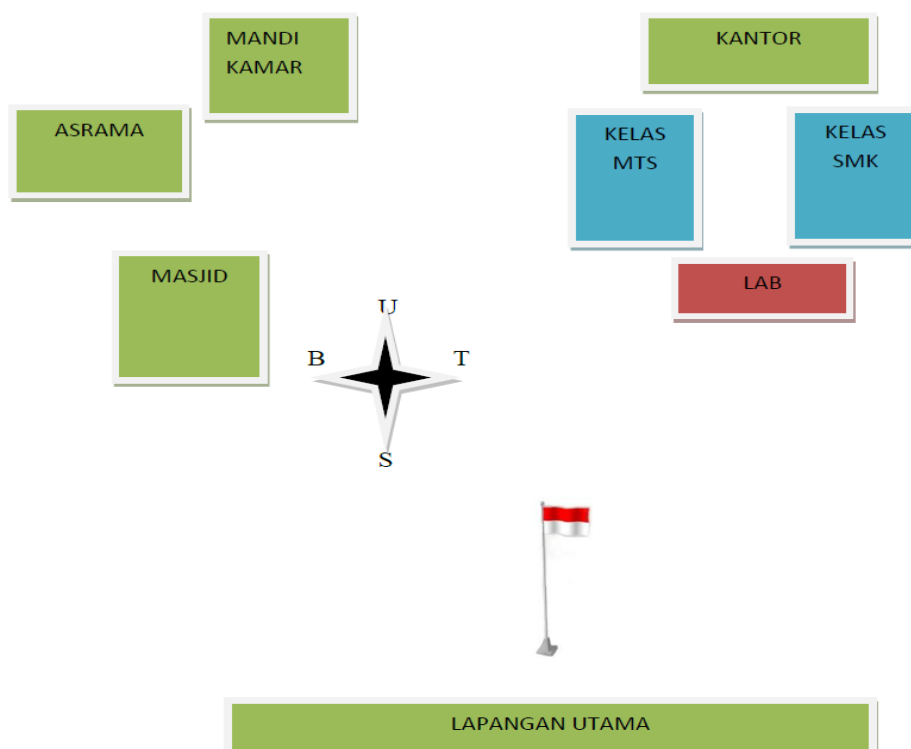 MANDI
KAMAR
KANTOR
ASRAMA
KELAS
MTS
KELAS
SMK
MASJID
LAB
U
B
T
S
LAPANGAN UTAMA